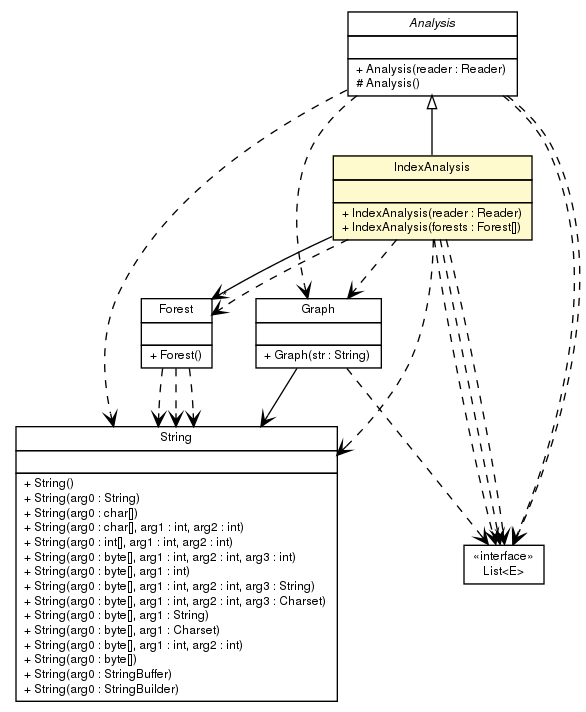 Analysis
+ Analysis(reader : Reader)
# Analysis()
IndexAnalysis
+ IndexAnalysis(reader : Reader)
+ IndexAnalysis(forests : Forest[])
Forest
+ Forest()
Graph
+ Graph(str : String)
String
+ String()
+ String(arg0 : String)
+ String(arg0 : char[])
+ String(arg0 : char[], arg1 : int, arg2 : int)
+ String(arg0 : int[], arg1 : int, arg2 : int)
+ String(arg0 : byte[], arg1 : int, arg2 : int, arg3 : int)
+ String(arg0 : byte[], arg1 : int)
+ String(arg0 : byte[], arg1 : int, arg2 : int, arg3 : String)
+ String(arg0 : byte[], arg1 : int, arg2 : int, arg3 : Charset)
+ String(arg0 : byte[], arg1 : String)
+ String(arg0 : byte[], arg1 : Charset)
+ String(arg0 : byte[], arg1 : int, arg2 : int)
+ String(arg0 : byte[])
+ String(arg0 : StringBuffer)
+ String(arg0 : StringBuilder)
«interface»
List<E>